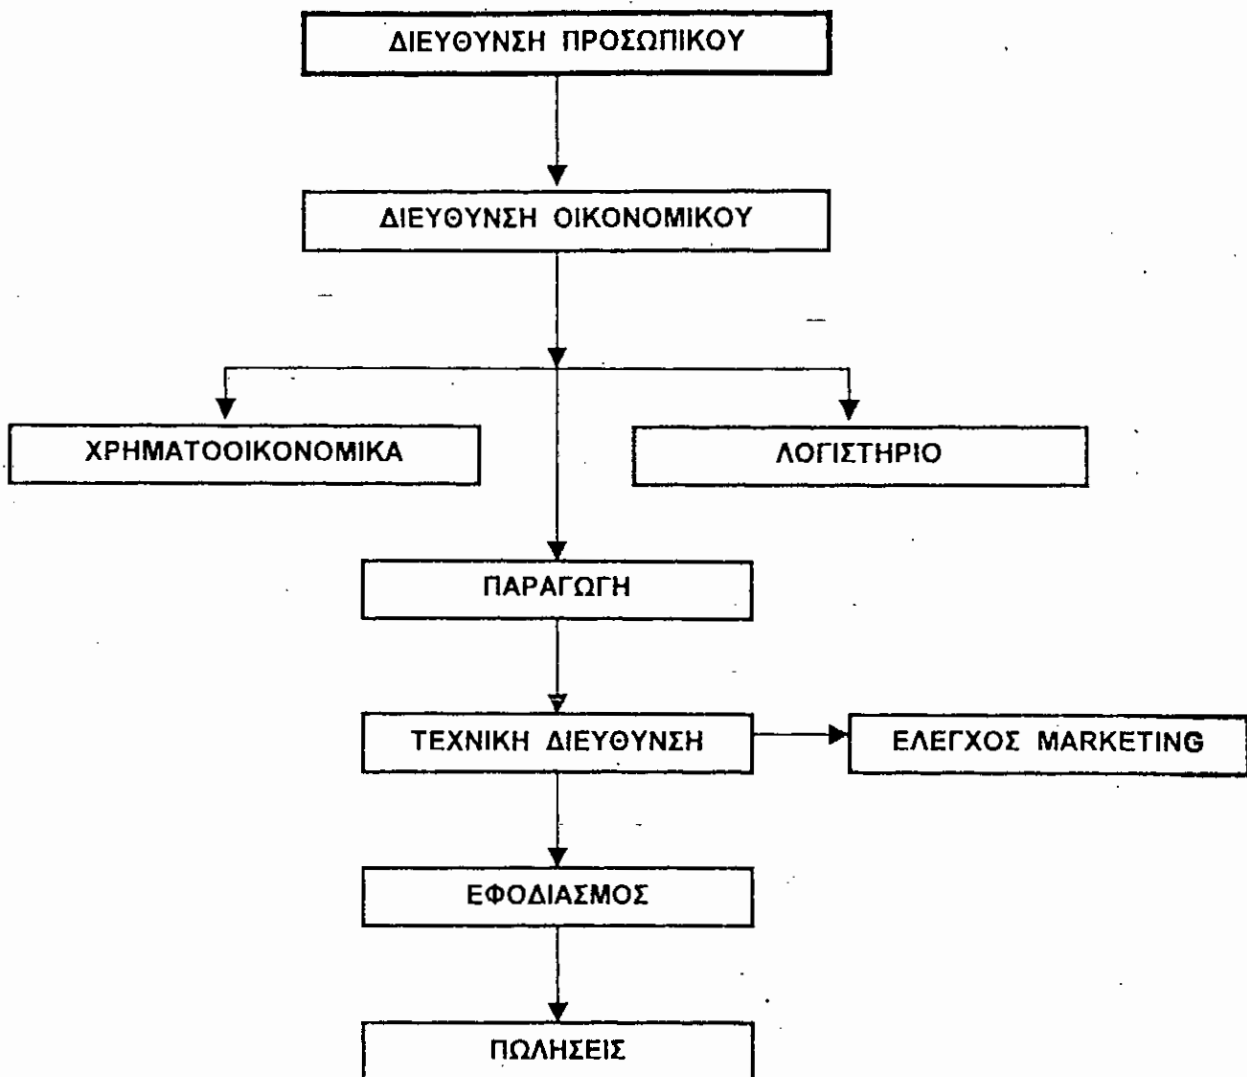 ΔΙΕΥΘΥΝΣΗ ΠΡΟΣΩΠΙΚΟΥ
ΔΙΕΥΘΥΝΣΗ ΟΙΚΟΝΟΜΙΚΟΥ
ΧΡΗΜΑΤΟΟΙΚΟΝΟΜΙΚΑ
ΛΟΓΙΣΤΗΡΙΟ
ΠΑΡΑΓΩΓΗ
ΤΕΧΝΙΚΗ ΔΙΕΥΘΥΝΣΗ
ΕΛΕΓΧΟΣ MARKETING
ΕΦΟΔΙΑΣΜΟΣ
ΠΩΛΗΣΕΙΣ